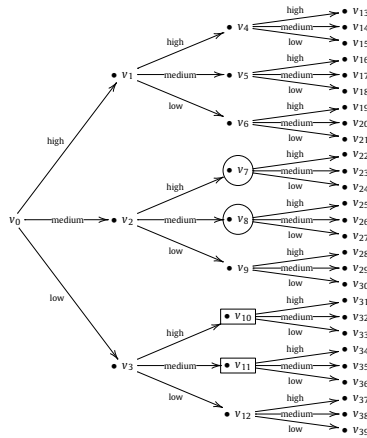 high
v4
high
v13
medium
v14
low
v15
v1
medium
v5
high
v16
medium
v17
low
v18
low
v6
high
v19
medium
v20
low
v21
high
v0
medium
v2
high
v7
high
v22
medium
v23
low
v24
medium
v8
high
v25
medium
v26
low
v27
low
v9
high
v28
medium
v29
low
v30
low
v3
high
v10
high
v31
medium
v32
low
v33
medium
v11
high
v34
medium
v35
low
v36
low
v12
high
v37
medium
v38
low
v39